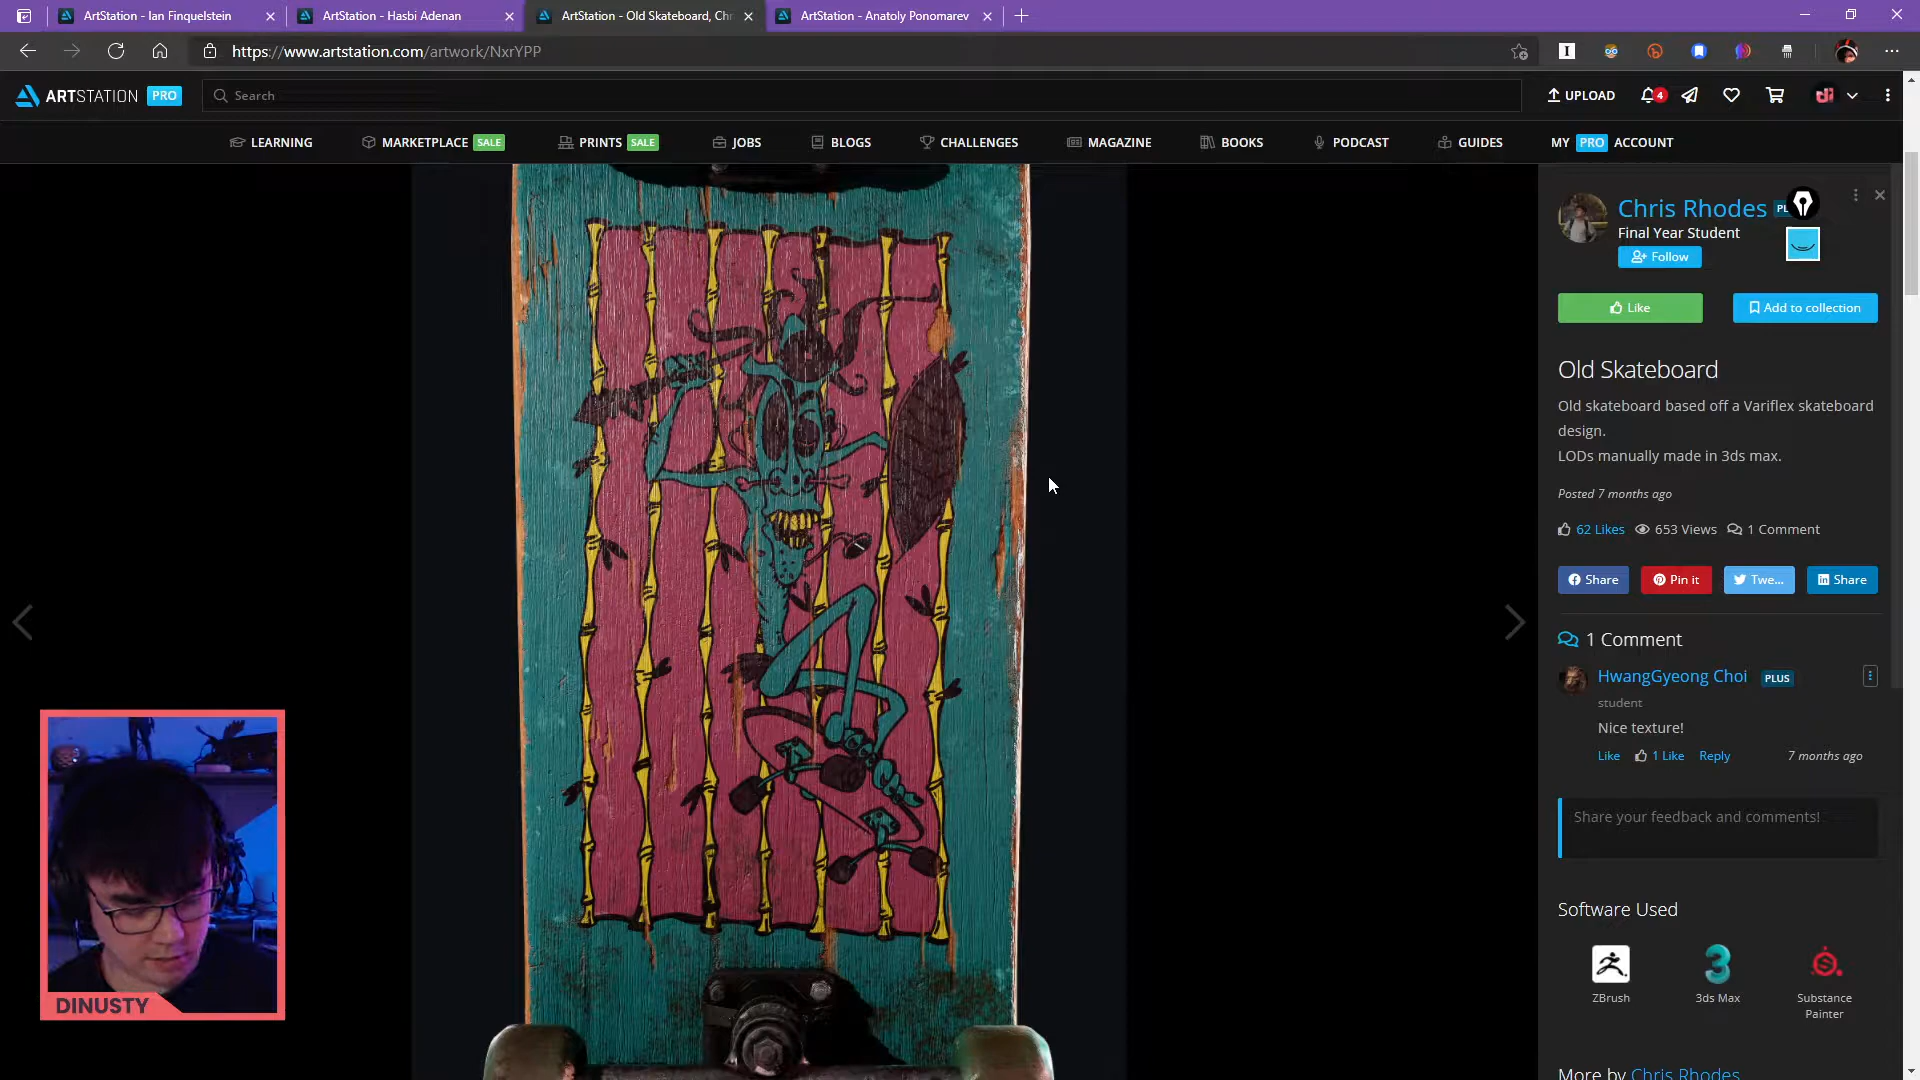 ArtStation - Ian Finquelstein
ArtStation - Hasbi Adenan
ArtStation - Old Skateboard, Chr
ArtStation - Anatoly Ponomarev
https://www.artstation.com/artwork/NxrYPP
ARTSTATION PRO
Search
UPLOAD
4
LEARNING
MARKETPLACE SALE
PRINTS SALE
JOBS
BLOGS
CHALLENGES
MAGAZINE
BOOKS
PODCAST
GUIDES
MY PRO ACCOUNT
Chris Rhodes
Final Year Student
Follow
Like
Add to collection
Old Skateboard
Old skateboard based off a Variflex skateboard
design.
LODs manually made in 3ds max.
Posted 7 months ago
62 Likes 653 Views 1 Comment
Share
Pin it
Twe...
Share
1 Comment
HwangGyeong Choi PLUS
student
Nice texture!
Like 1 Like Reply 7 months ago
Share your feedback and comments!
Software Used
ZBrush
3ds Max
Substance
Painter
More by Chris Rhodes
DINUSTY